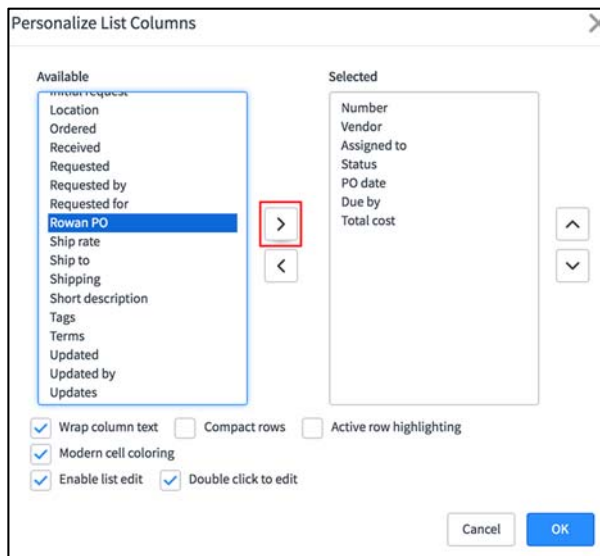 Personalize List Columns
Available
Selected
Initial request
Location
Ordered
Received
Requested
Requested by
Requested for
Rowan PO
Ship rate
Ship to
Shipping
Short description
Tags
Terms
Updated
Updated by
Updates
Number
Vendor
Assigned to
Status
PO date
Due by
Total cost
Wrap column text
Compact rows
Active row highlighting
Modern cell coloring
Enable list edit
Double click to edit
Cancel
OK